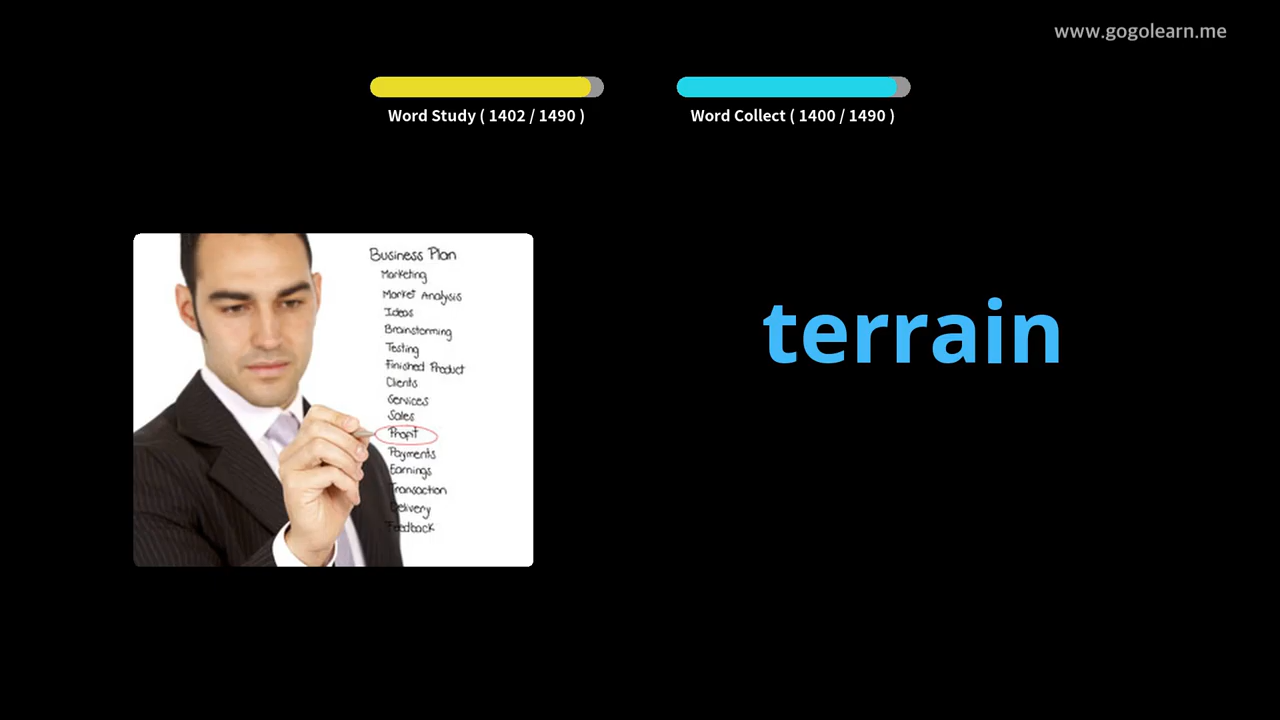 www.gogolearn.me
Word Study ( 1402 / 1490 )
Word Collect ( 1400 / 1490 )
Business Plan
Marketing
Market Analysis
Ideas
Brainstorming
Testing
Finished Product
Clients
Services
Sales
Profit
Payments
Earnings
Transaction
Delivery
Feedback
terrain